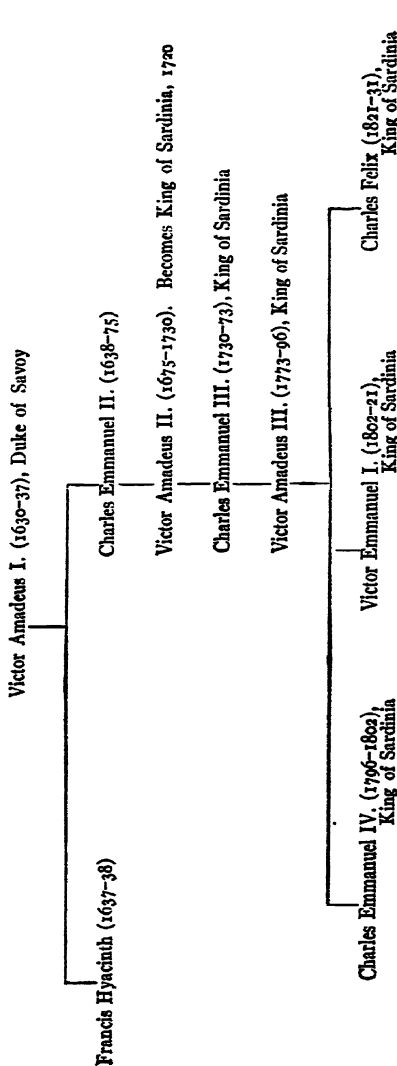 Victor Amadeus I. (1630-37), Duke of Savoy
Francis Hyacinth (1637-38)
Charles Emmanuel II. (1638-75)
Victor Amadeus II. (1675-1730). Becomes King of Sardinia, 1720
Charles Emmanuel III. (1730-73), King of Sardinia
Victor Amadeus III. (1773-96), King of Sardinia
Charles Emmanuel IV. (1796-1802),
King of Sardinia
Victor Emmanuel I. (1802-21),
King of Sardinia
Charles Felix (1821-31),
King of Sardinia